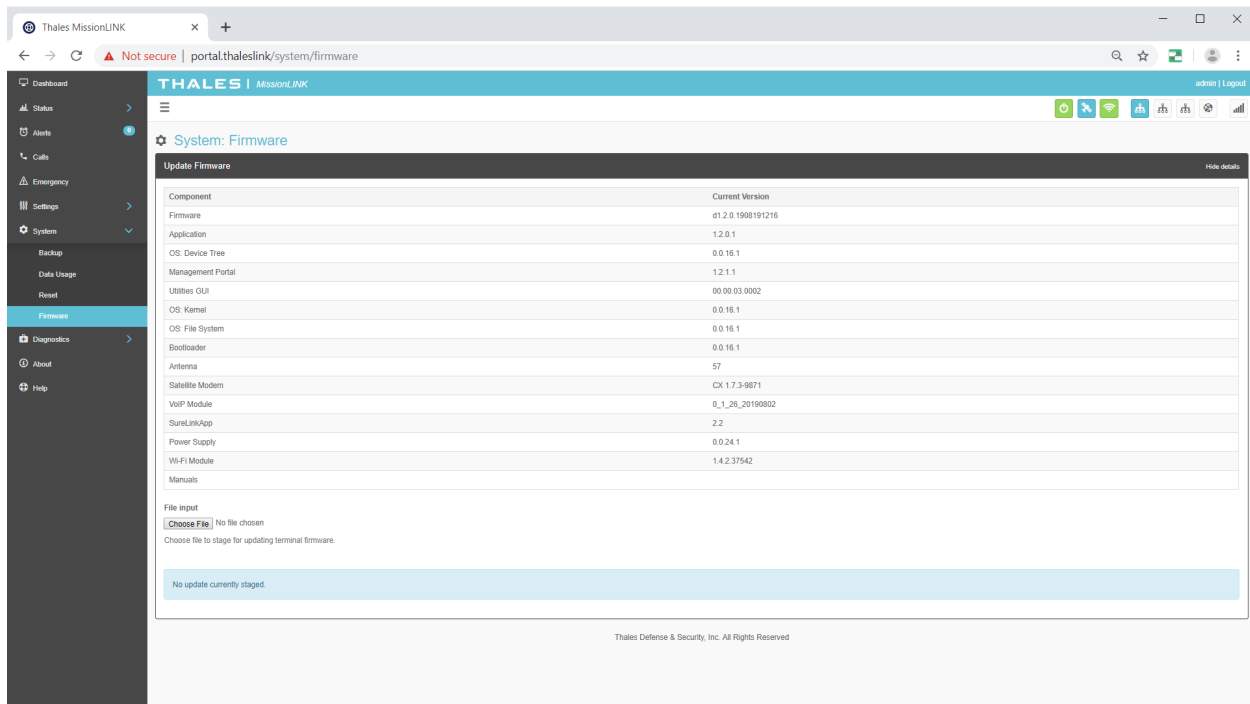 Thales MissionLINK
Not secure | portal.thaleslink/system/firmware
Dashboard
Status
Alerts 0
Calls
Emergency
Settings
System
Backup
Data Usage
Reset
Firmware
Diagnostics
About
Help
THALES | MissionLINK
admin | Logout
System: Firmware
Update Firmware
Hide details
Component Current Version
Firmware d1.2.0.1908191216
Application 1.2.0.1
OS: Device Tree 0.0.16.1
Management Portal 1.2.1.1
Utilities GUI 00.00.03.0002
OS: Kernel 0.0.16.1
OS: File System 0.0.16.1
Bootloader 0.0.16.1
Antenna 57
Satellite Modem CX 1.7.3-9871
VoIP Module 0_1_26_20190802
SureLinkApp 2.2
Power Supply 0.0.24.1
Wi-Fi Module 1.4.2.37542
Manuals
File input
Choose File No file chosen
Choose file to stage for updating terminal firmware.
No update currently staged.
Thales Defense & Security, Inc. All Rights Reserved